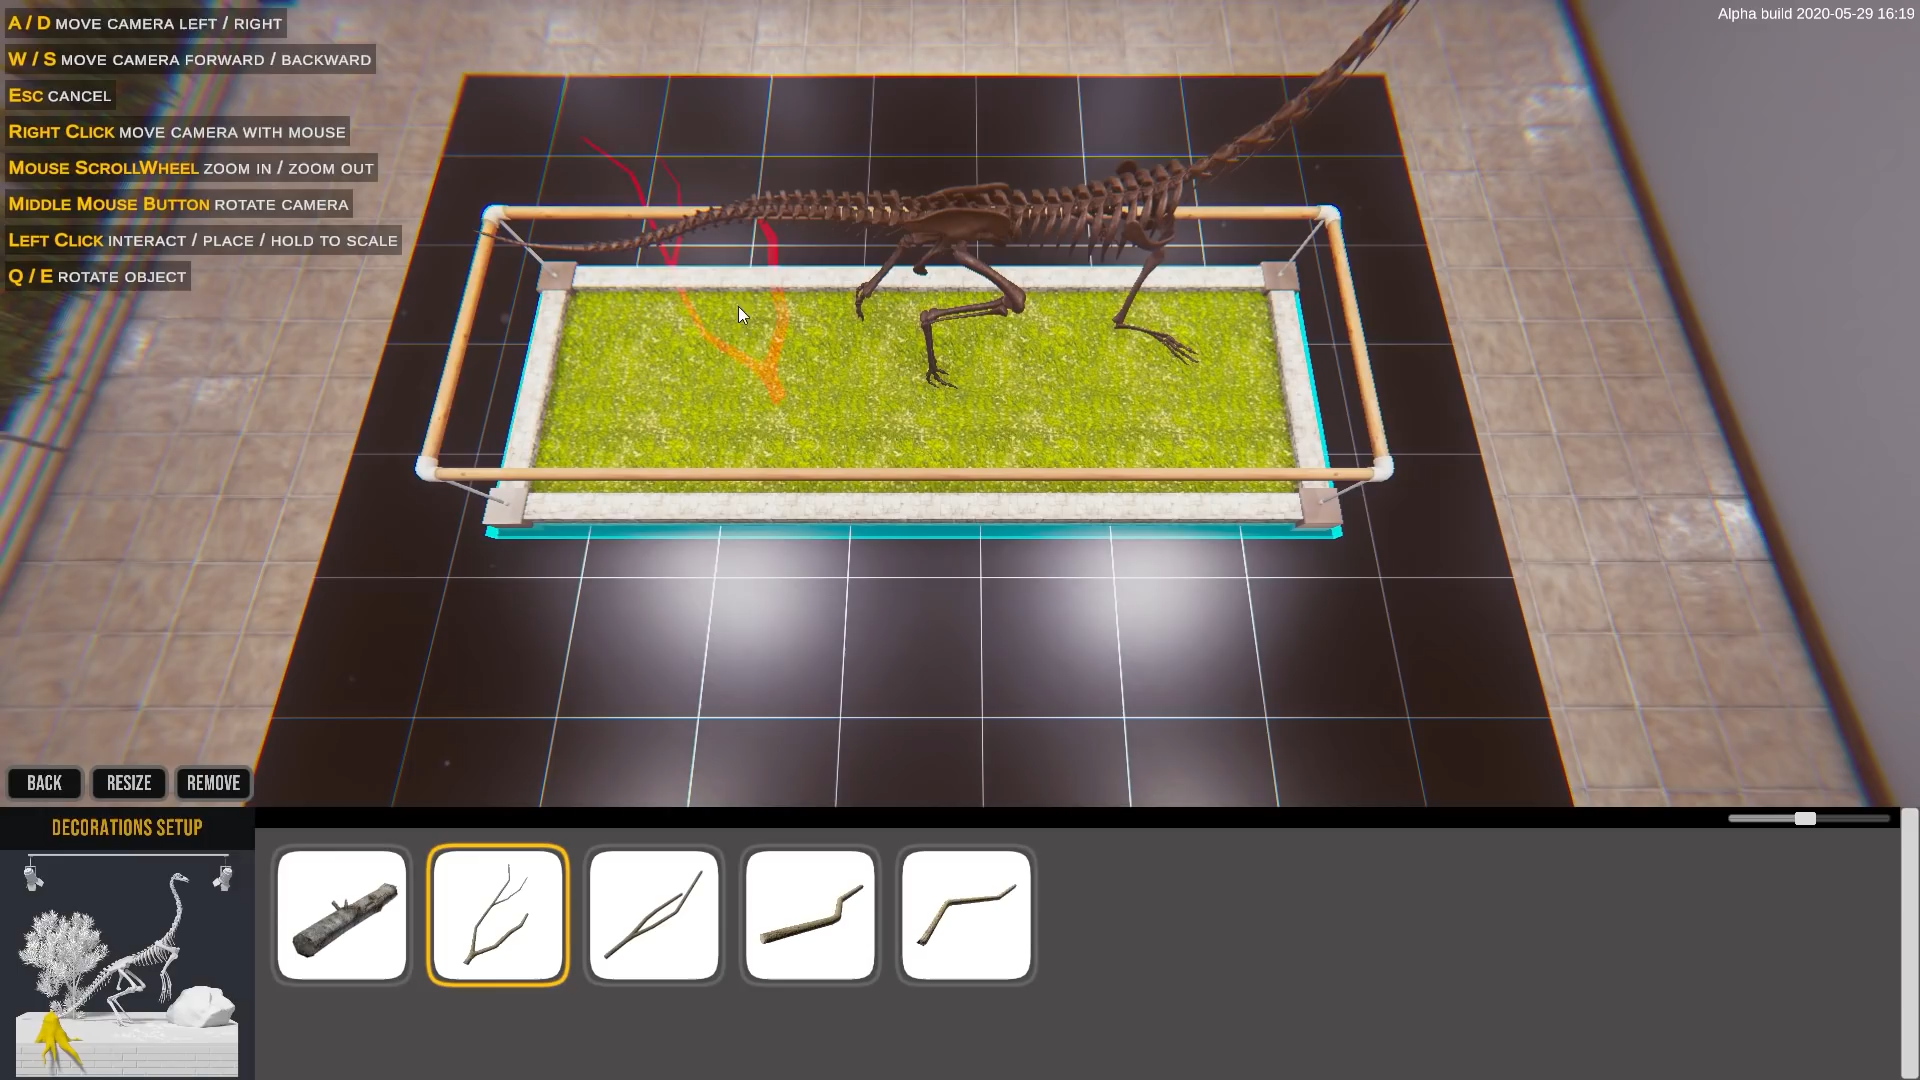 A / D MOVE CAMERA LEFT / RIGHT
Alpha build 2020-05-29 16:19
W / S MOVE CAMERA FORWARD / BACKWARD
ESC CANCEL
RIGHT CLICK MOVE CAMERA WITH MOUSE
MOUSE SCROLLWHEEL ZOOM IN / ZOOM OUT
MIDDLE MOUSE BUTTON ROTATE CAMERA
LEFT CLICK INTERACT / PLACE / HOLD TO SCALE
Q / E ROTATE OBJECT
BACK
RESIZE
REMOVE
DECORATIONS SETUP